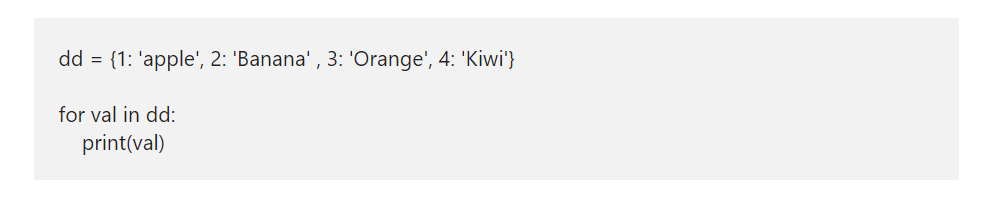 dd = {1: 'apple', 2: 'Banana' , 3: 'Orange', 4: 'Kiwi'}
for val in dd:
    print(val)